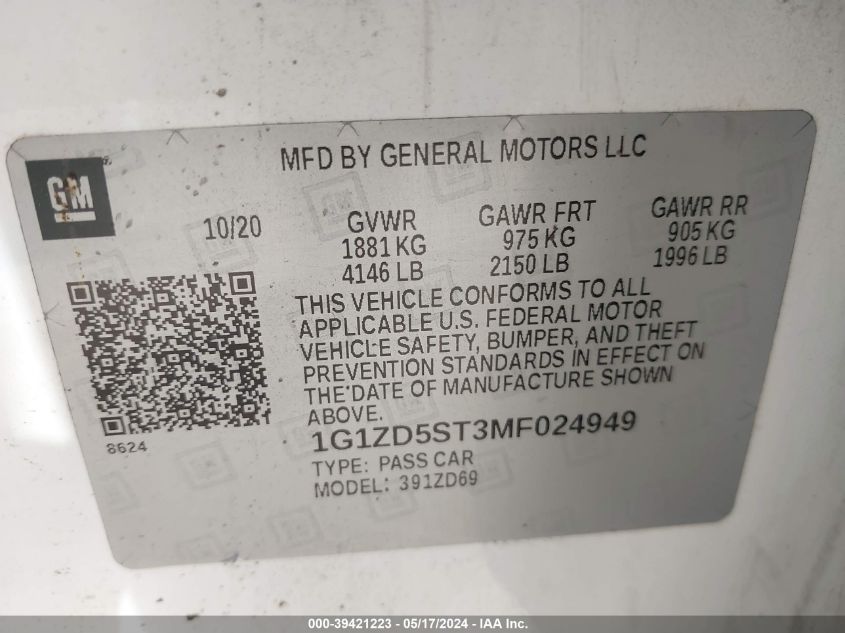 MFD BY GENERAL MOTORS LLC
GM
10/20
GVWR
1881 KG
4146 LB
GAWR FRT
975 KG
2150 LB
GAWR RR
905 KG
1996 LB
THIS VEHICLE CONFORMS TO ALL
APPLICABLE U.S. FEDERAL MOTOR
VEHICLE SAFETY, BUMPER, AND THEFT
PREVENTION STANDARDS IN EFFECT ON
THE DATE OF MANUFACTURE SHOWN
ABOVE.
8624
1G1ZD5ST3MF024949
TYPE: PASS CAR
MODEL: 391ZD69
000-39421223 - 05/17/2024 - IAA Inc.